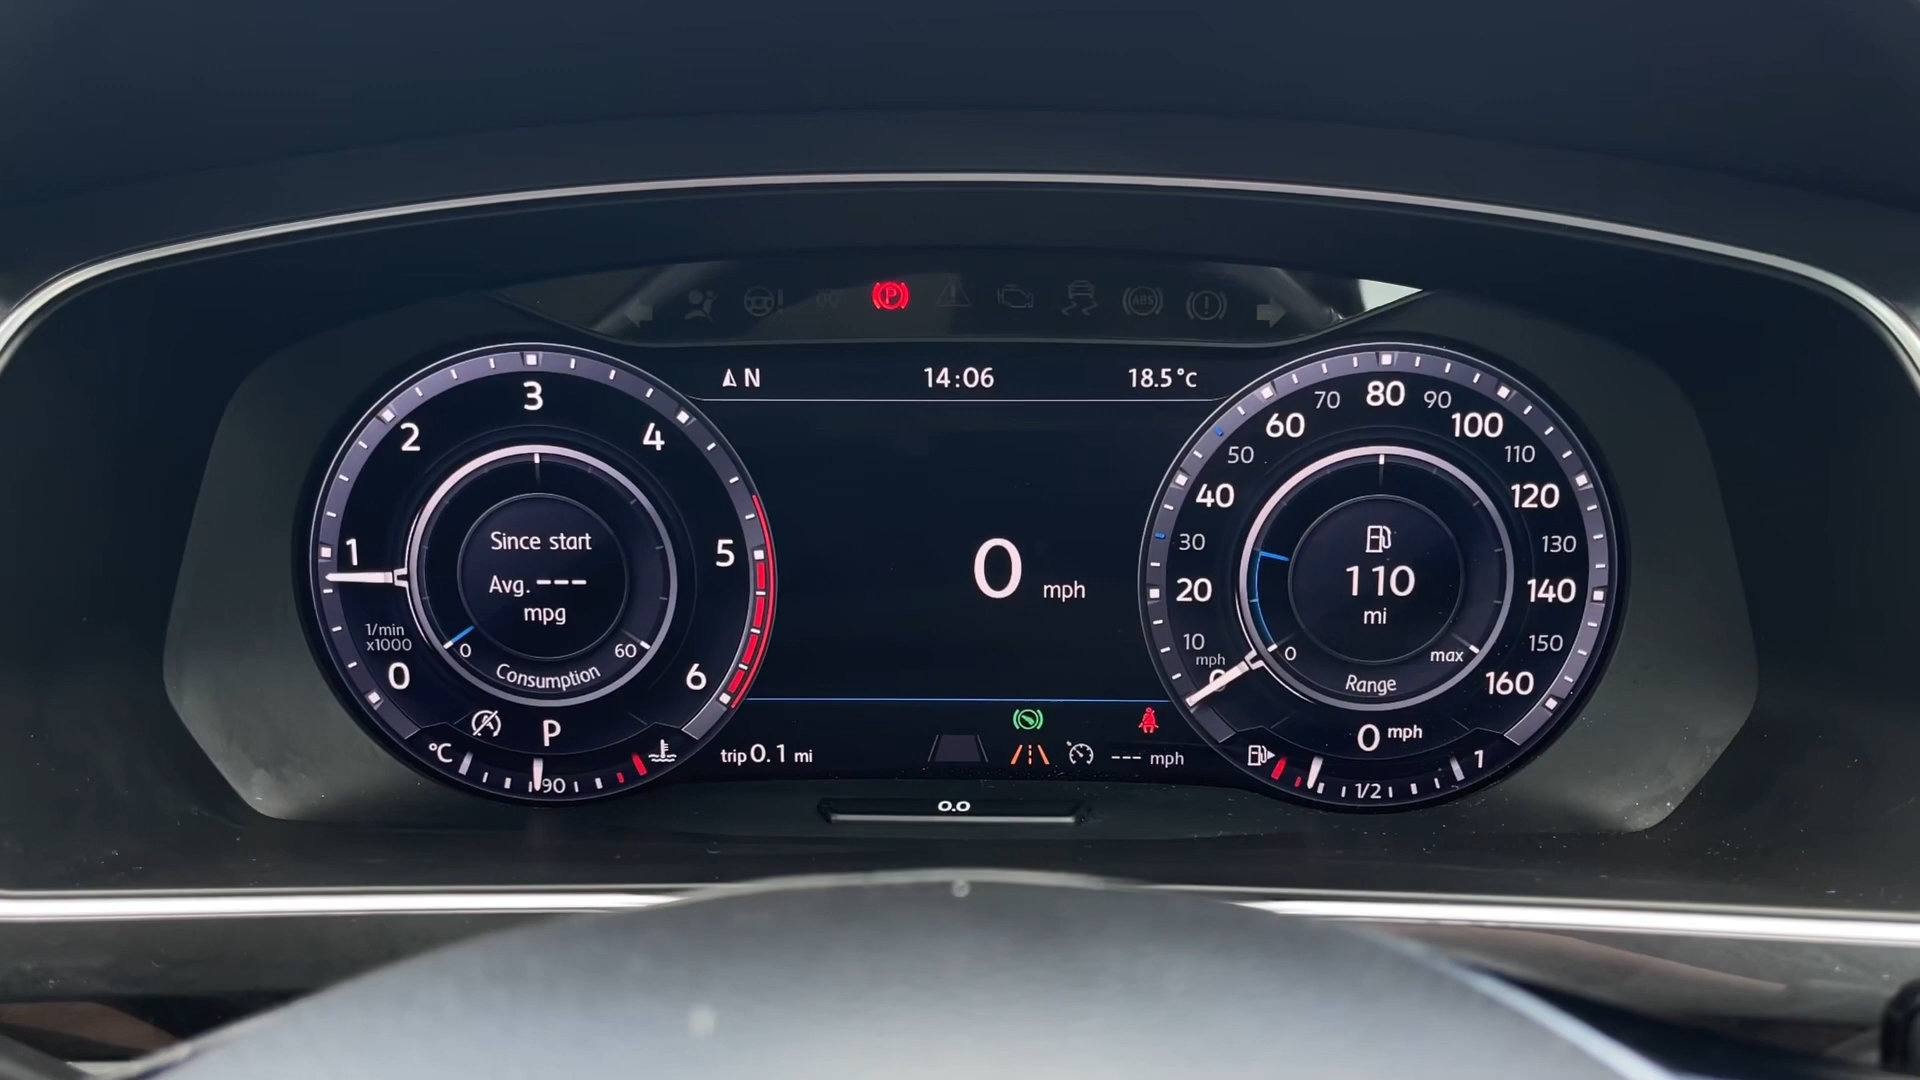 P
ABS
N 14:06 18.5°C
1 2 3 4 5 6
0
1/min
x1000
Since start
Avg. ---
mpg
0 60
Consumption
P
°C
90
trip 0.1 mi
0 mph
--- mph
0.0
10 20 30 40 50 60 70 80 90 100 110 120 130 140 150 160
mph
0
110
mi
0 max
Range
0 mph
1/2 1